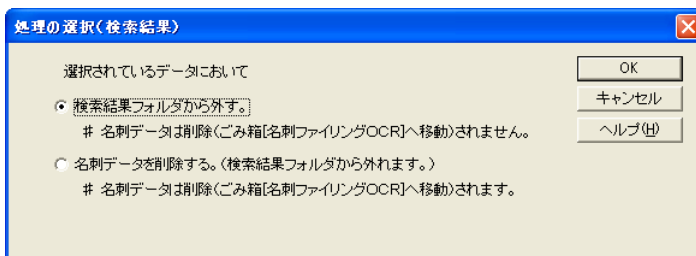 処理の選択(検索結果)
選択されているデータにおいて
OK
検索結果フォルダから外す。
キャンセル
# 名刺データは削除(ごみ箱[名刺ファイリングOCR]へ移動)されません。
ヘルプ(H)
名刺データを削除する。(検索結果フォルダから外れます。)
# 名刺データは削除(ごみ箱[名刺ファイリングOCR]へ移動)されます。